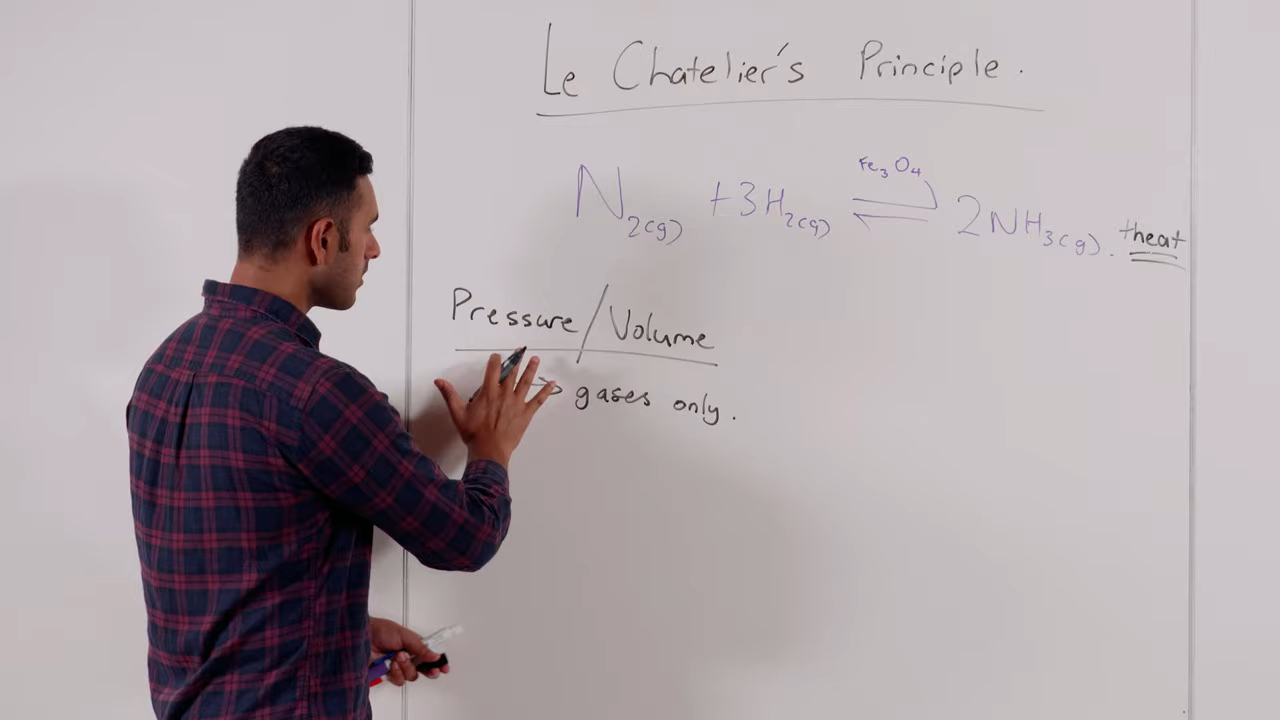 Le Chatelier's Principle.
Fe3O4
N2(g) +3H2(g) ⇌ 2NH3(g). +heat
Pressure/Volume
→ gases only.